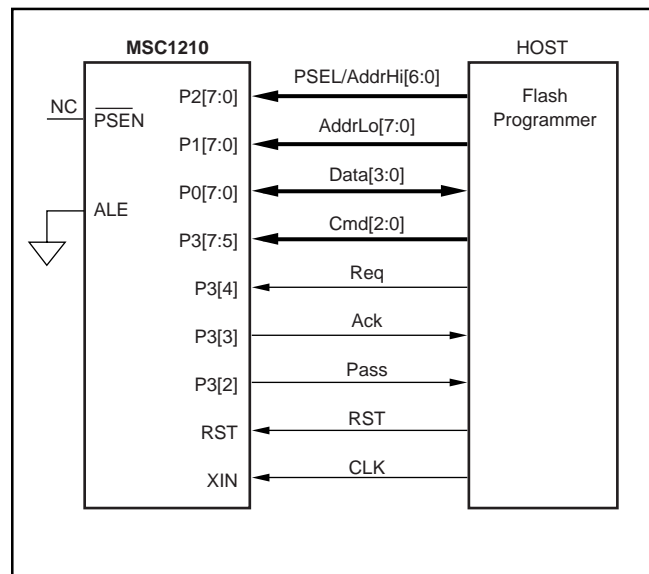 MSC1210
HOST
NC
PSEN
ALE
P2[7:0]
P1[7:0]
P0[7:0]
P3[7:5]
P3[4]
P3[3]
P3[2]
RST
XIN
PSEL/AddrHi[6:0]
AddrLo[7:0]
Data[3:0]
Cmd[2:0]
Req
Ack
Pass
RST
CLK
Flash
Programmer